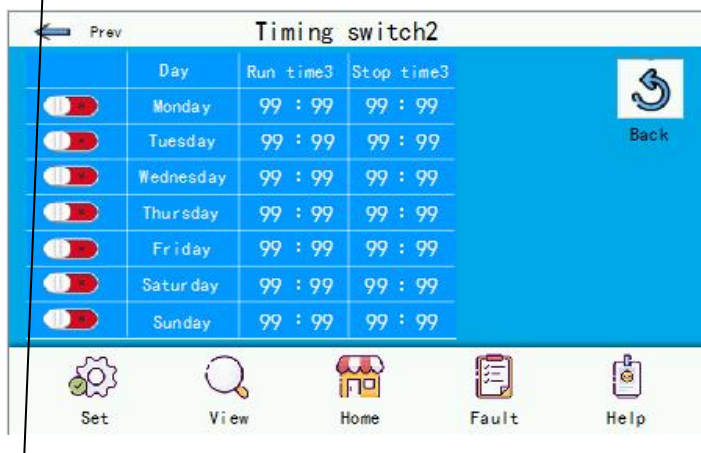 Prev Timing switch2
Day Run time3 Stop time3
Monday 99 : 99 99 : 99
Tuesday 99 : 99 99 : 99
Wednesday 99 : 99 99 : 99
Thursday 99 : 99 99 : 99
Friday 99 : 99 99 : 99
Saturday 99 : 99 99 : 99
Sunday 99 : 99 99 : 99
Back
Set View Home Fault Help